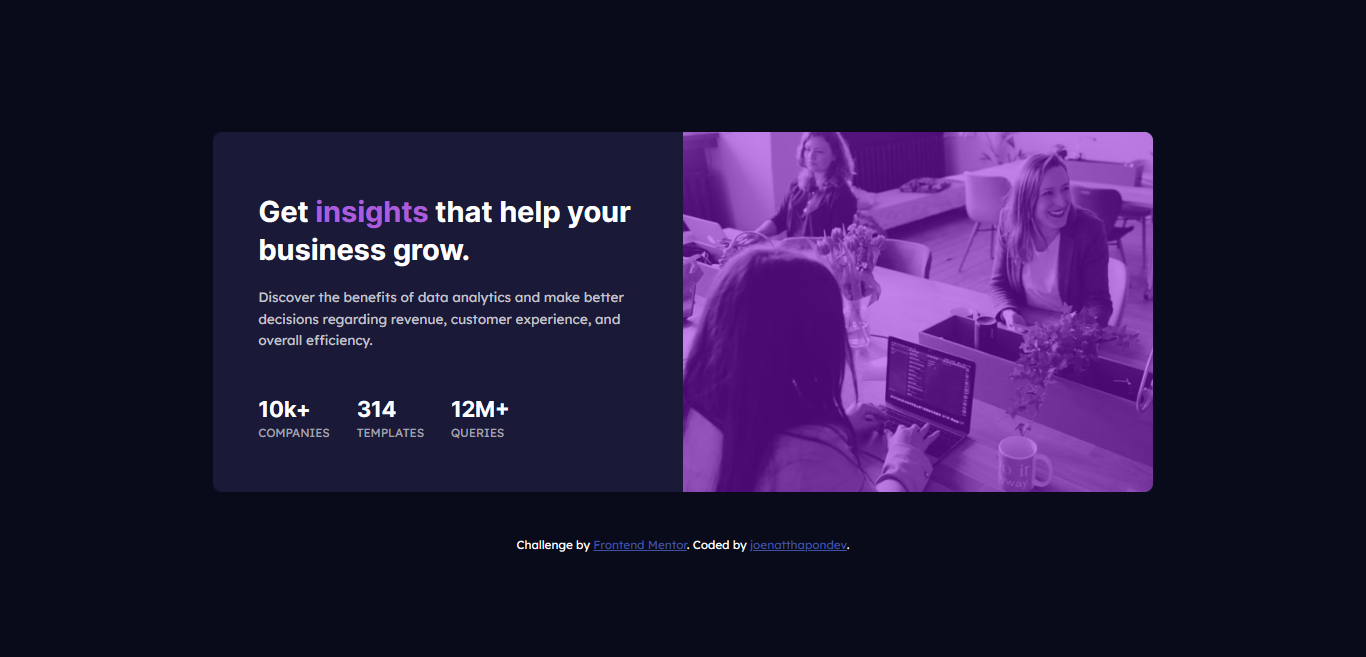 Get insights that help your
business grow.
Discover the benefits of data analytics and make better
decisions regarding revenue, customer experience, and
overall efficiency.
10k+ 314 12M+
COMPANIES TEMPLATES QUERIES
Challenge by Frontend Mentor. Coded by joenatthapondev.